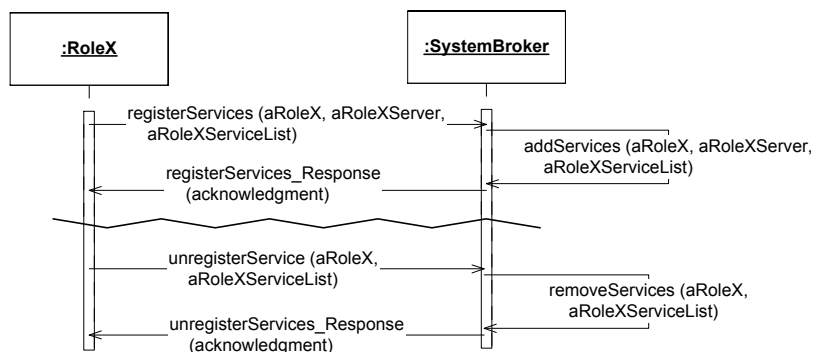 :RoleX
:SystemBroker
registerServices (aRoleX, aRoleXServer,
aRoleXServiceList)
addServices (aRoleX, aRoleXServer,
aRoleXServiceList)
registerServices_Response
(acknowledgment)
unregisterService (aRoleX,
aRoleXServiceList)
removeServices (aRoleX,
aRoleXServiceList)
unregisterServices_Response
(acknowledgment)